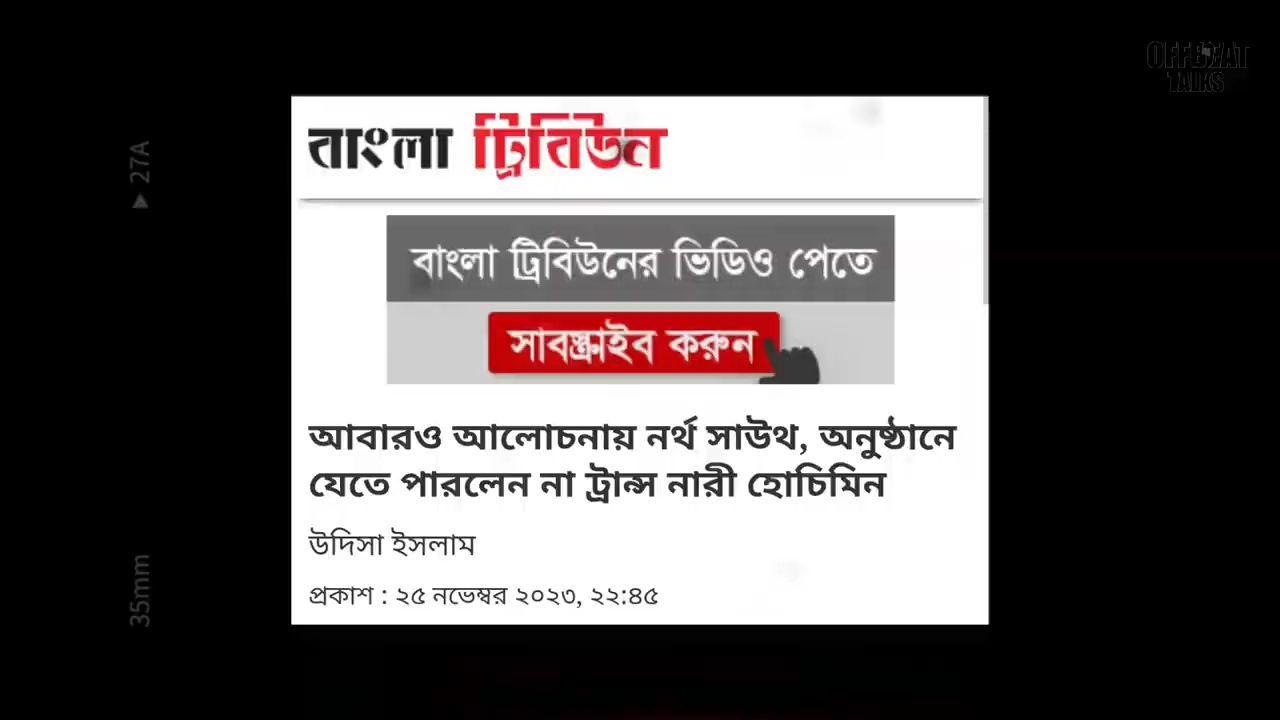 OFFBEAT
TALKS
▶ 27A
বাংলা ট্রিবিউন
বাংলা ট্রিবিউনের ভিডিও পেতে
সাবস্ক্রাইব করুন
আবারও আলোচনায় নর্থ সাউথ, অনুষ্ঠানে
যেতে পারলেন না ট্রান্স নারী হোচিমিন
উদিসা ইসলাম
প্রকাশ : ২৫ নভেম্বর ২০২৩, ২২:৪৫
35mm